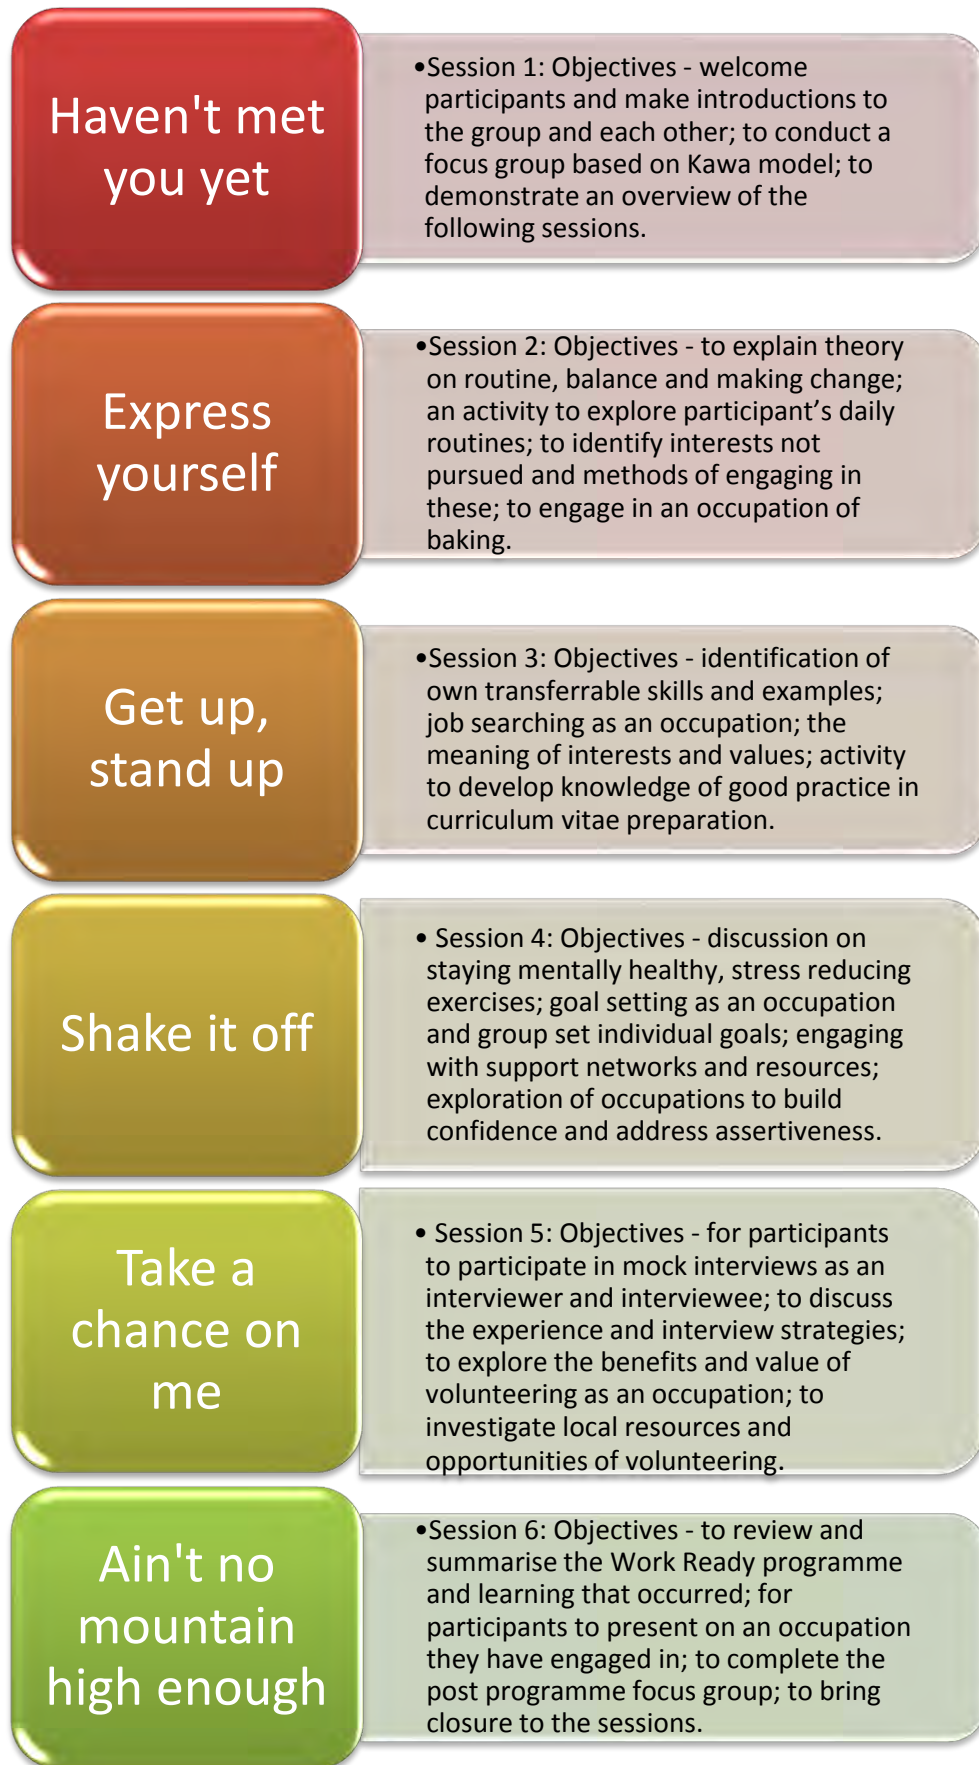 Haven't met
you yet
•Session 1: Objectives - welcome
participants and make introductions to
the group and each other; to conduct a
focus group based on Kawa model; to
demonstrate an overview of the
following sessions.
Express
yourself
•Session 2: Objectives - to explain theory
on routine, balance and making change;
an activity to explore participant’s daily
routines; to identify interests not
pursued and methods of engaging in
these; to engage in an occupation of
baking.
Get up,
stand up
•Session 3: Objectives - identification of
own transferrable skills and examples;
job searching as an occupation; the
meaning of interests and values; activity
to develop knowledge of good practice in
curriculum vitae preparation.
Shake it off
• Session 4: Objectives - discussion on
staying mentally healthy, stress reducing
exercises; goal setting as an occupation
and group set individual goals; engaging
with support networks and resources;
exploration of occupations to build
confidence and address assertiveness.
Take a
chance on
me
• Session 5: Objectives - for participants
to participate in mock interviews as an
interviewer and interviewee; to discuss
the experience and interview strategies;
to explore the benefits and value of
volunteering as an occupation; to
investigate local resources and
opportunities of volunteering.
Ain't no
mountain
high enough
•Session 6: Objectives - to review and
summarise the Work Ready programme
and learning that occurred; for
participants to present on an occupation
they have engaged in; to complete the
post programme focus group; to bring
closure to the sessions.